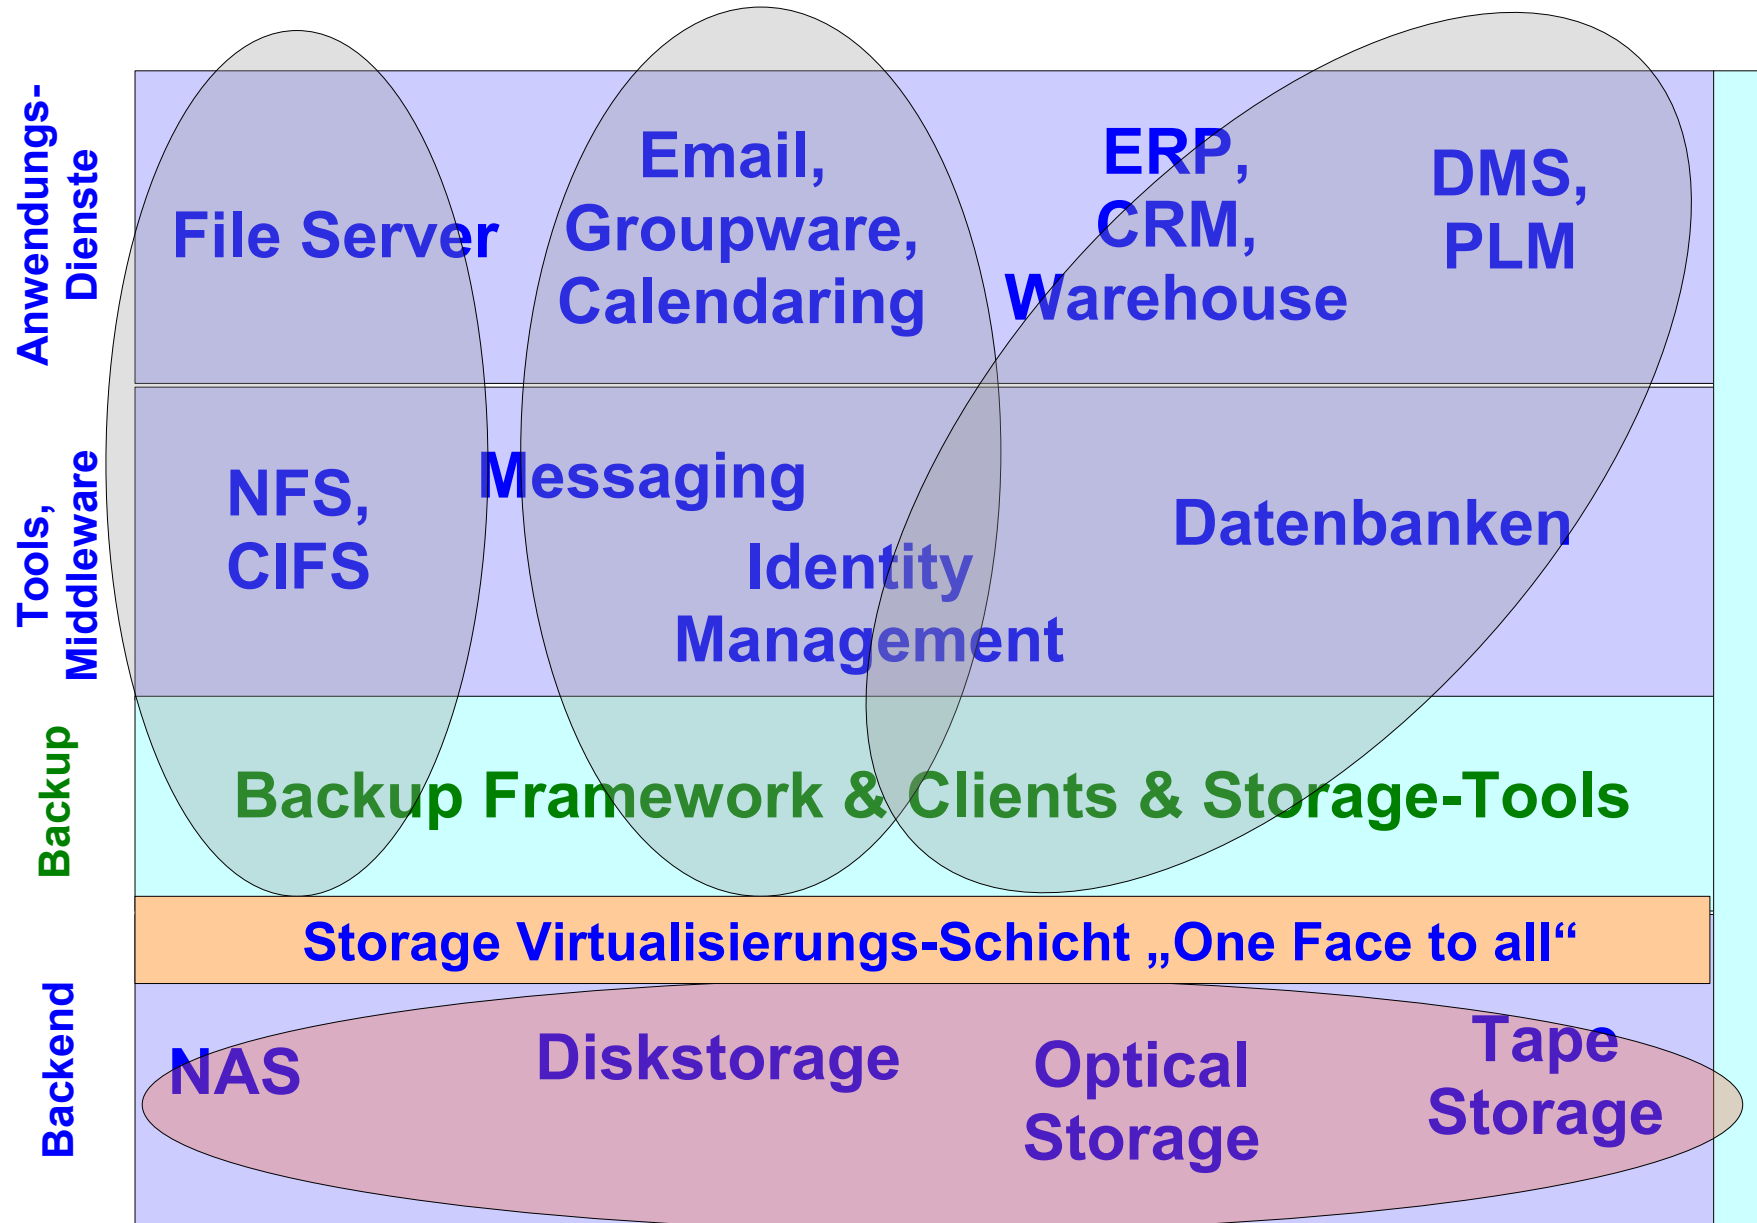 Anwendungs-
Dienste
File Server
Email,
Groupware,
Calendaring
ERP,
CRM,
Warehouse
DMS,
PLM
Tools,
Middleware
NFS,
CIFS
Messaging
Identity
Management
Datenbanken
Backup
Backup Framework & Clients & Storage-Tools
Storage Virtualisierungs-Schicht „One Face to all“
Backend
NAS
Diskstorage
Optical
Storage
Tape
Storage